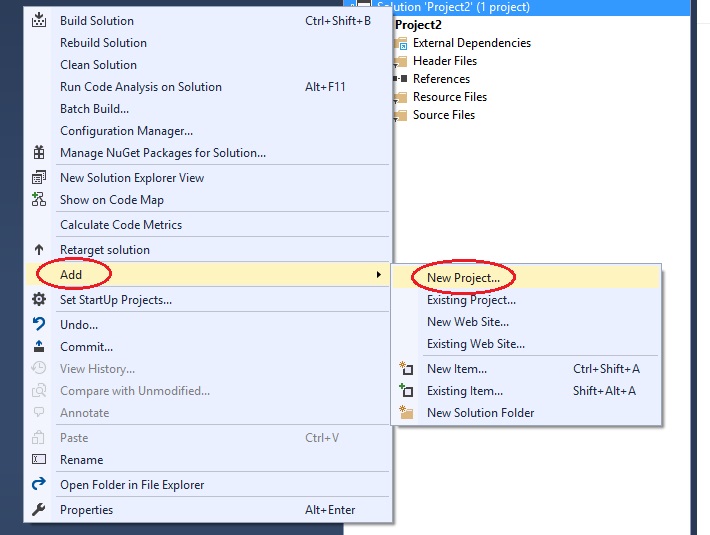 Solution 'Project2' (1 project)
Project2
External Dependencies
Header Files
References
Resource Files
Source Files
Build Solution Ctrl+Shift+B
Rebuild Solution
Clean Solution
Run Code Analysis on Solution Alt+F11
Batch Build...
Configuration Manager...
Manage NuGet Packages for Solution...
New Solution Explorer View
Show on Code Map
Calculate Code Metrics
Retarget solution
Add
Set StartUp Projects...
Undo...
Commit...
View History...
Compare with Unmodified...
Annotate
Paste Ctrl+V
Rename
Open Folder in File Explorer
Properties Alt+Enter
New Project...
Existing Project...
New Web Site...
Existing Web Site...
New Item... Ctrl+Shift+A
Existing Item... Shift+Alt+A
New Solution Folder